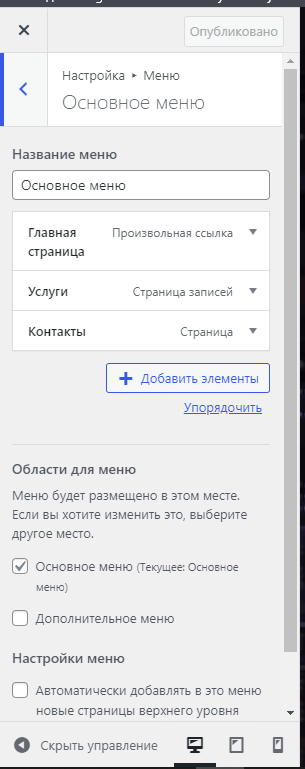 Опубликовано
Настройка ▸ Меню
Основное меню
Название меню
Основное меню
Главная страница Произвольная ссылка
Услуги Страница записей
Контакты Страница
Добавить элементы
Упорядочить
Области для меню
Меню будет размещено в этом месте.
Если вы хотите изменить это, выберите
другое место.
Основное меню (Текущее: Основное
меню)
Дополнительное меню
Настройки меню
Автоматически добавлять в это меню
новые страницы верхнего уровня
Скрыть управление